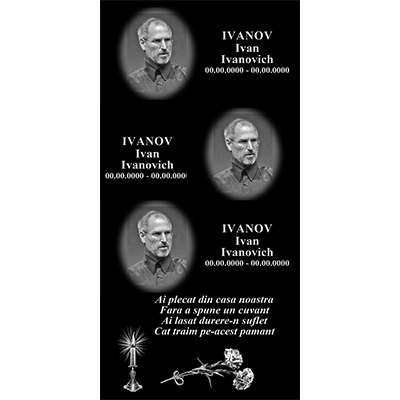 IVANOV
Ivan
Ivanovich
00.00.0000 - 00.00.0000
IVANOV
Ivan
Ivanovich
00.00.0000 - 00.00.0000
IVANOV
Ivan
Ivanovich
00.00.0000 - 00.00.0000
Ai plecat din casa noastra
Fara a spune un cuvant
Ai lasat durere-n suflet
Cat traim pe-acest pamant